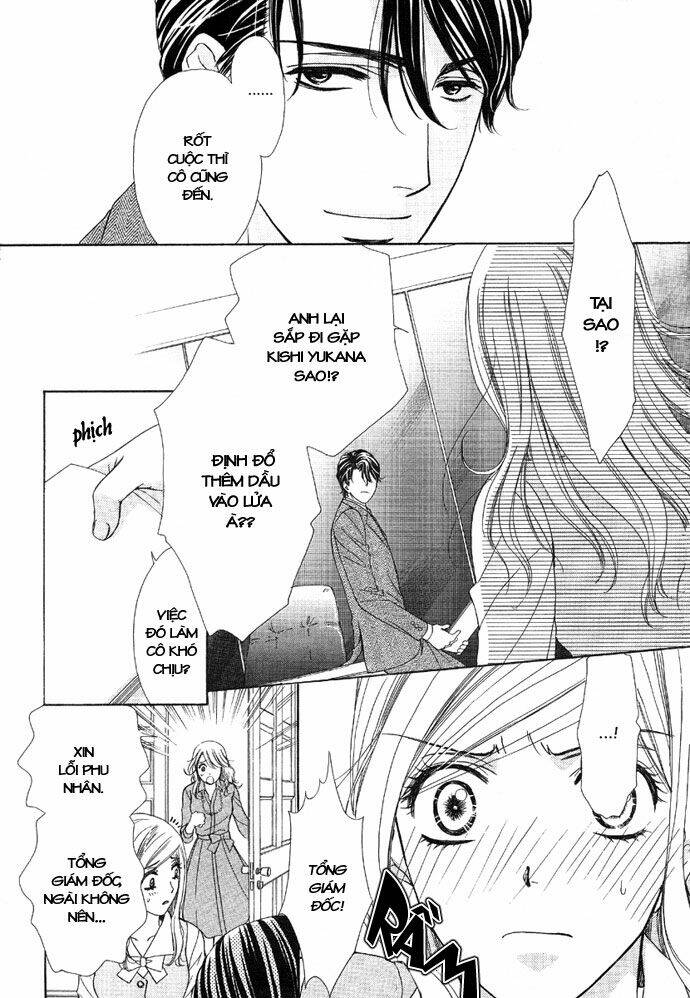 .......
RỐT
CUỘC THÌ
CÔ CŨNG
ĐẾN.
TẠI
SAO!?
ANH LẠI
SẮP ĐI GẶP
KISHI YUKANA
SAO!?
ĐỊNH ĐỔ
THÊM DẦU
VÀO LỬA
À??
phịch
VIỆC
ĐÓ LÀM
CÔ KHÓ
CHỊU?
...!
RẦM
TỔNG
GIÁM ĐỐC!
XIN
LỖI PHU
NHÂN.
TỔNG
GIÁM ĐỐC,
NGÀI KHÔNG
NÊN...